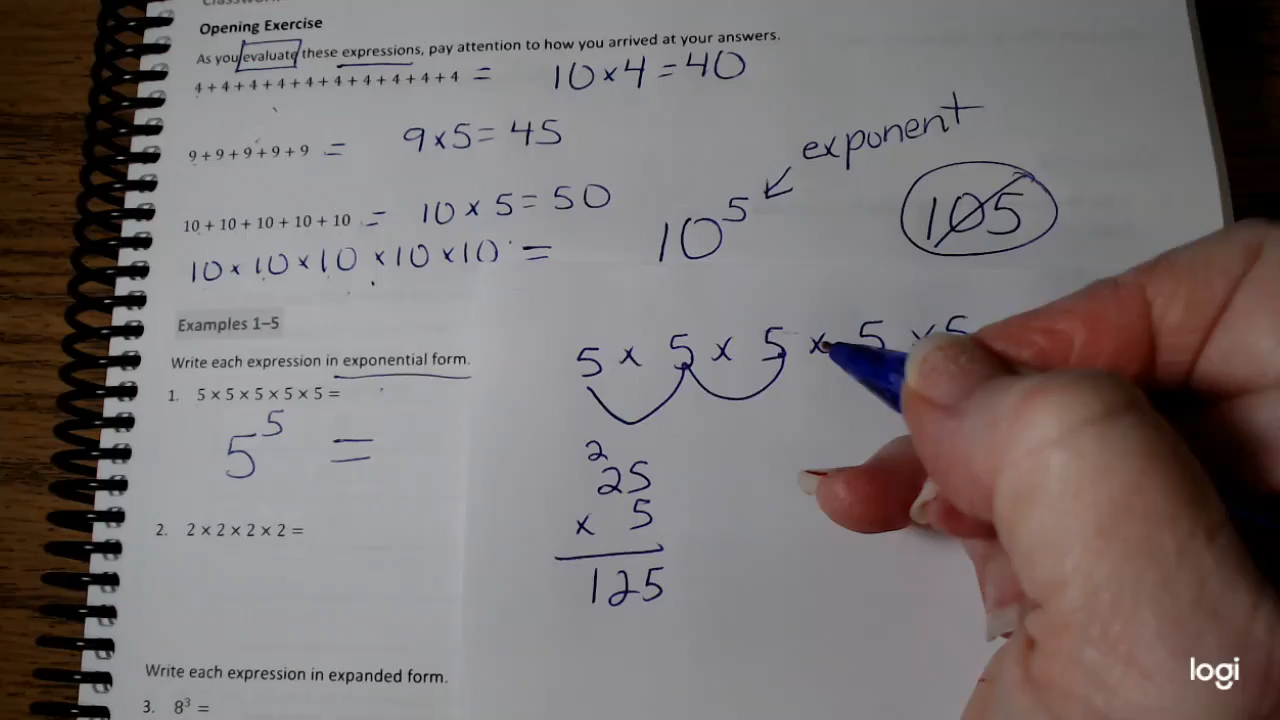 Opening Exercise
As you evaluate these expressions, pay attention to how you arrived at your answers.
4 + 4 + 4 + 4 + 4 + 4 + 4 + 4 + 4 + 4 = 10 × 4 = 40
exponent
9 + 9 + 9 + 9 + 9 = 9 × 5 = 45
10 + 10 + 10 + 10 + 10 = 10 × 5 = 50
10⁵
105
10 × 10 × 10 × 10 × 10 =
Examples 1–5
Write each expression in exponential form.
5 × 5 × 5 × 5 × 5
1. 5 × 5 × 5 × 5 × 5 =
5⁵ =
2
25
× 5
125
2. 2 × 2 × 2 × 2 =
Write each expression in expanded form.
3. 8³ =
logi